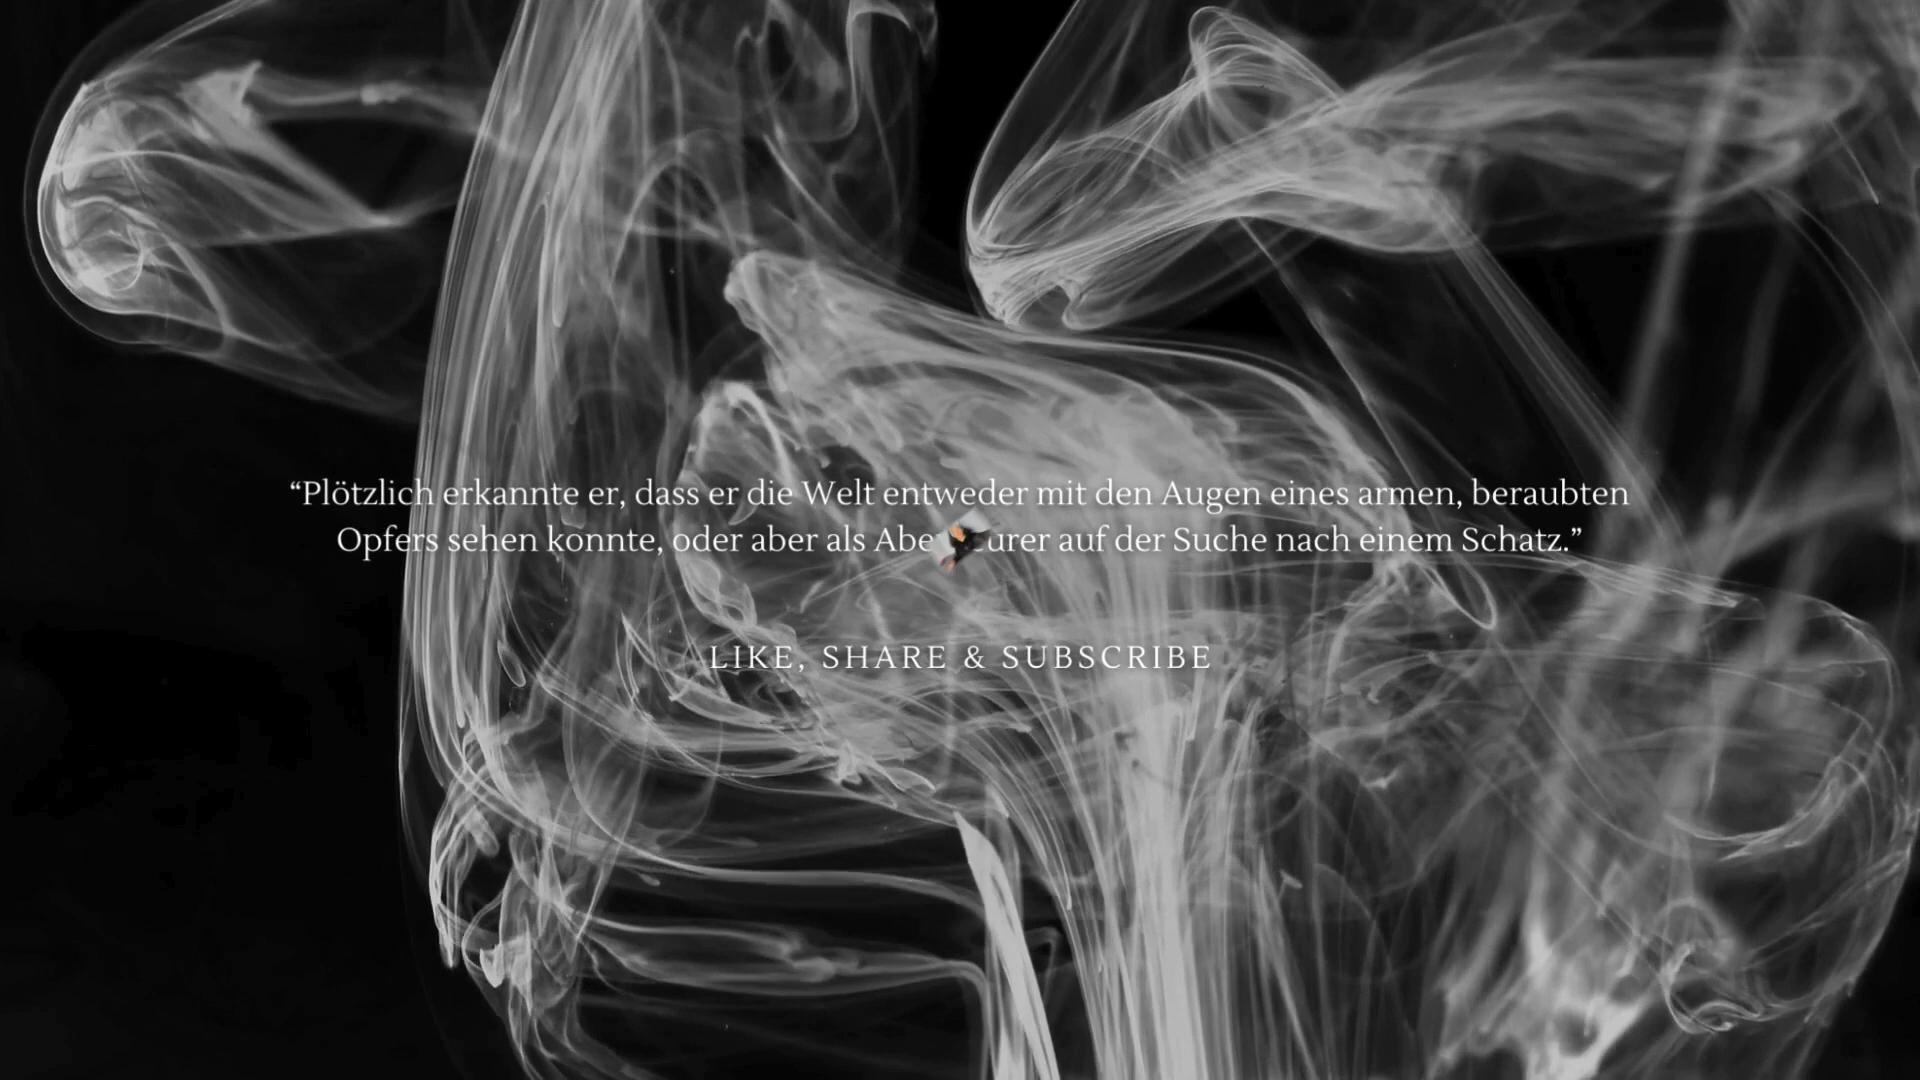 “Plötzlich erkannte er, dass er die Welt entweder mit den Augen eines armen, beraubten
Opfers sehen konnte, oder aber als auf der Suche nach einem Schatz.”
LIKE, SHARE & SUBSCRIBE